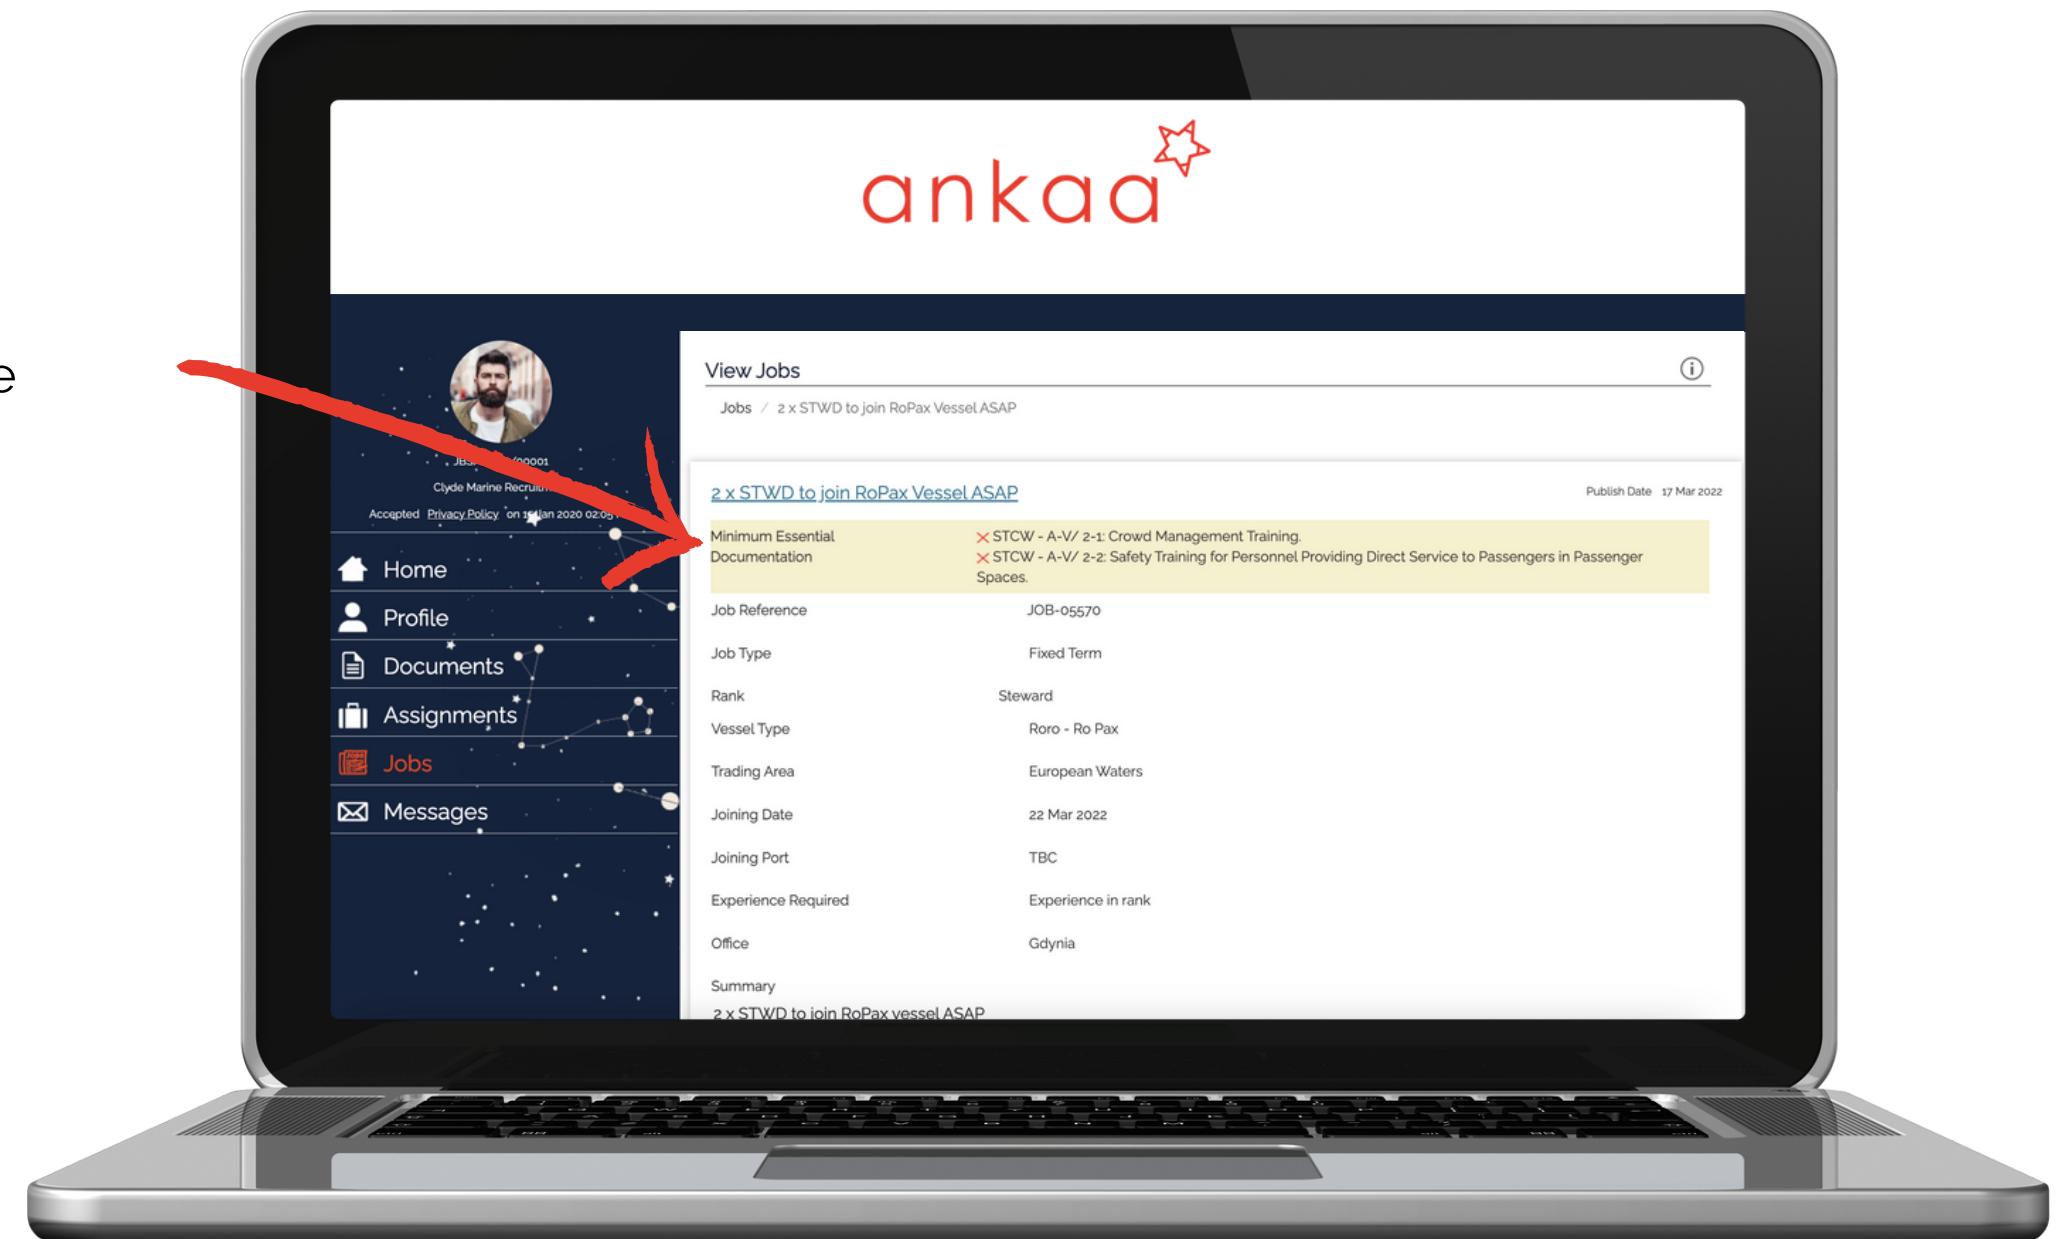 ankaa
e
View Jobs
Jobs / 2 x STWD to join RoPax Vessel ASAP
Clyde Marine
Accepted Privacy Policy on Jan 2020
Home
Profile
Documents
Assignments
Jobs
Messages
2 x STWD to join RoPax Vessel ASAP
Publish Date 17 Mar 2022
Minimum Essential
Documentation
STCW - A-V/ 2-1: Crowd Management Training.
STCW - A-V/ 2-2: Safety Training for Personnel Providing Direct Service to Passengers in Passenger
Spaces.
Job Reference JOB-05570
Job Type Fixed Term
Rank Steward
Vessel Type Roro - Ro Pax
Trading Area European Waters
Joining Date 22 Mar 2022
Joining Port TBC
Experience Required Experience in rank
Office Gdynia
Summary
2 x STWD to join RoPax vessel ASAP